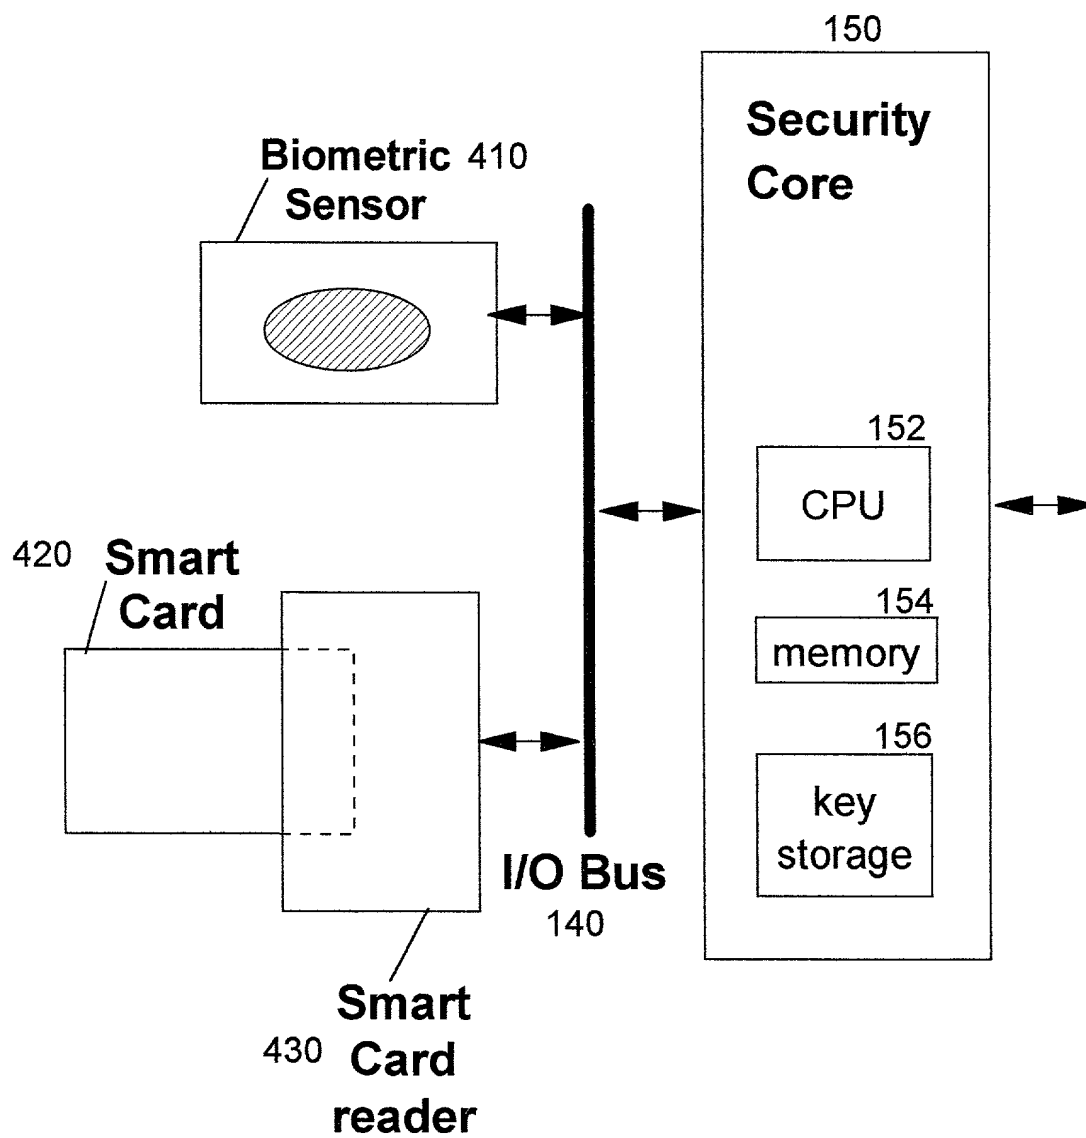 150
Security
Core
Biometric 410
Sensor
152
CPU
420 Smart
Card
154
memory
156
key
storage
I/O Bus
140
Smart
430 Card
reader